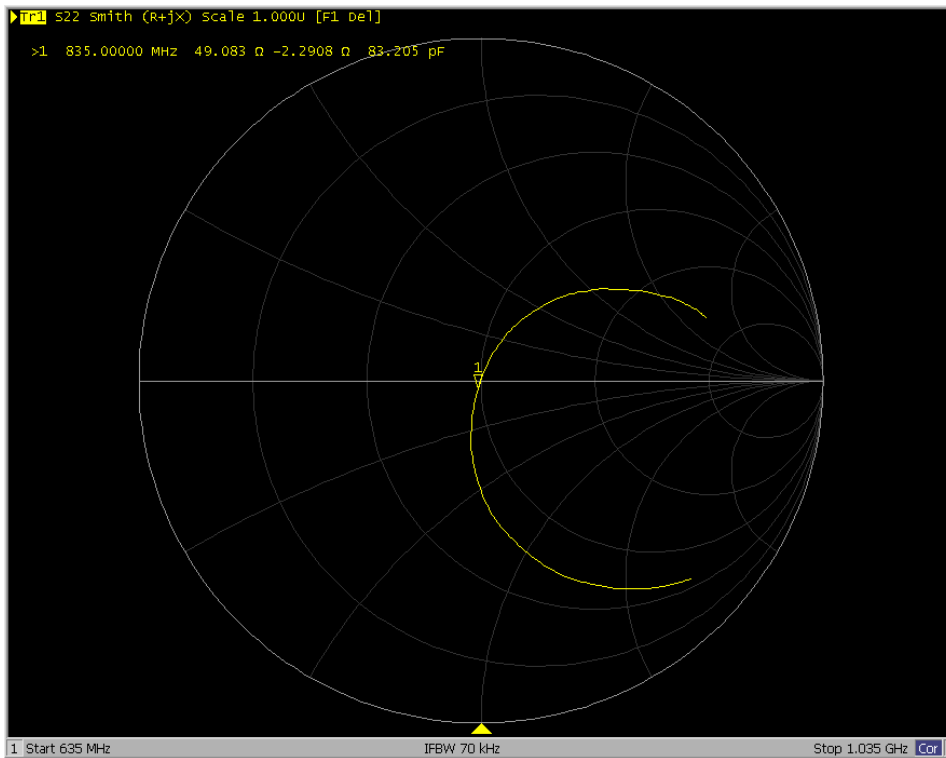 Tr1 S22 Smith (R+jX) Scale 1.000U [F1 Del]
>1 835.00000 MHz 49.083 Ω -2.2908 Ω 83.205 pF
1
1 Start 635 MHz IFBW 70 kHz Stop 1.035 GHz Cor